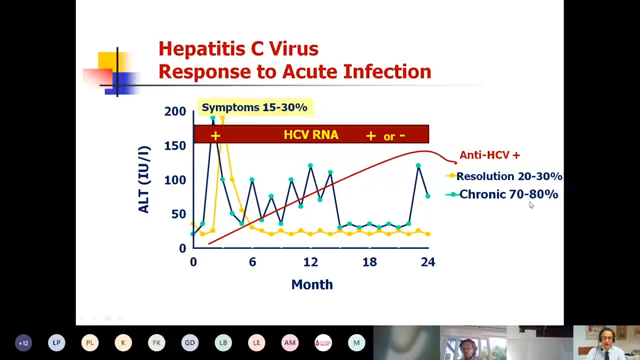 Hepatitis C Virus
Response to Acute Infection
Symptoms 15-30%
200
150
100
50
0
ALT (IU/l)
+ HCV RNA + or -
Anti-HCV +
Resolution 20-30%
Chronic 70-80%
0 6 12 18 24
Month
+12 LP PL K FK GD LB LE AM M